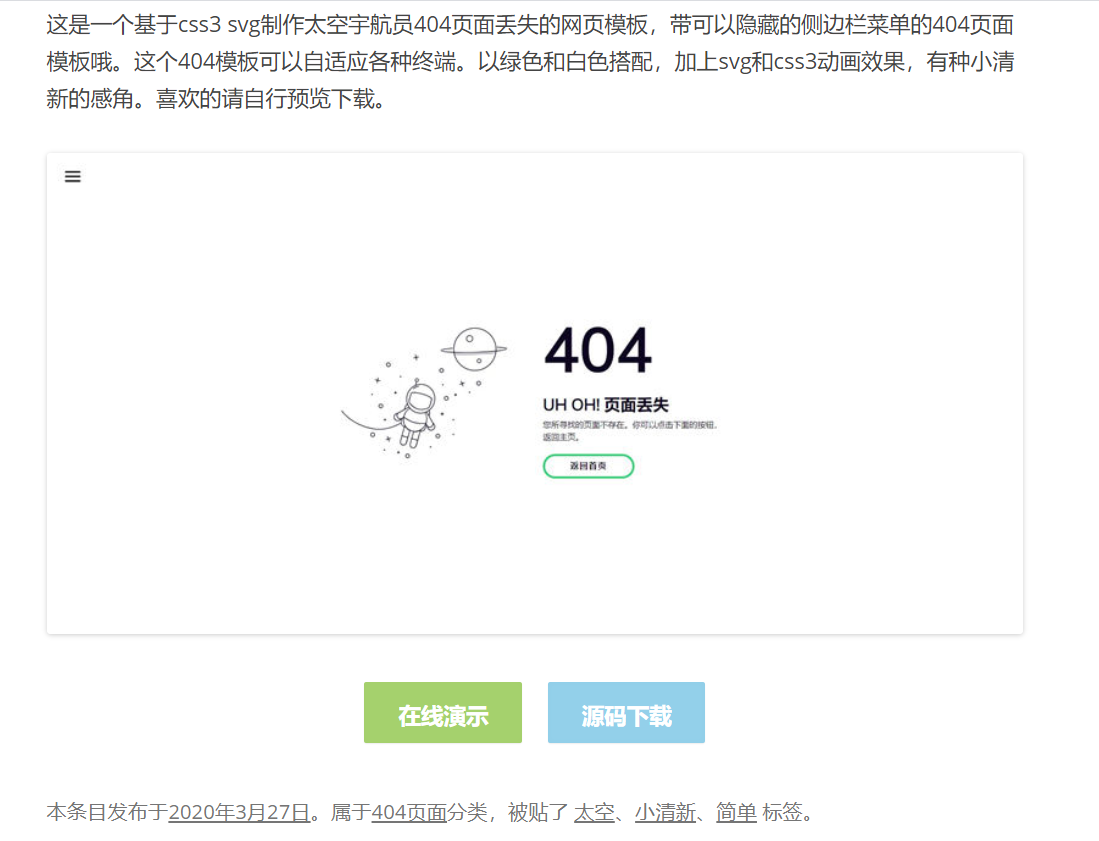 这是一个基于css3 svg制作太空宇航员404页面丢失的网页模板，带可以隐藏的侧边栏菜单的404页面
模板哦。这个404模板可以自适应各种终端。以绿色和白色搭配，加上svg和css3动画效果，有种小清
新的感角。喜欢的请自行预览下载。
404
UH OH! 页面丢失
您所寻找的页面不存在。你可以点击下面的按钮，
返回主页。
返回首页
在线演示
源码下载
本条目发布于2020年3月27日。属于404页面分类，被贴了 太空、小清新、简单 标签。